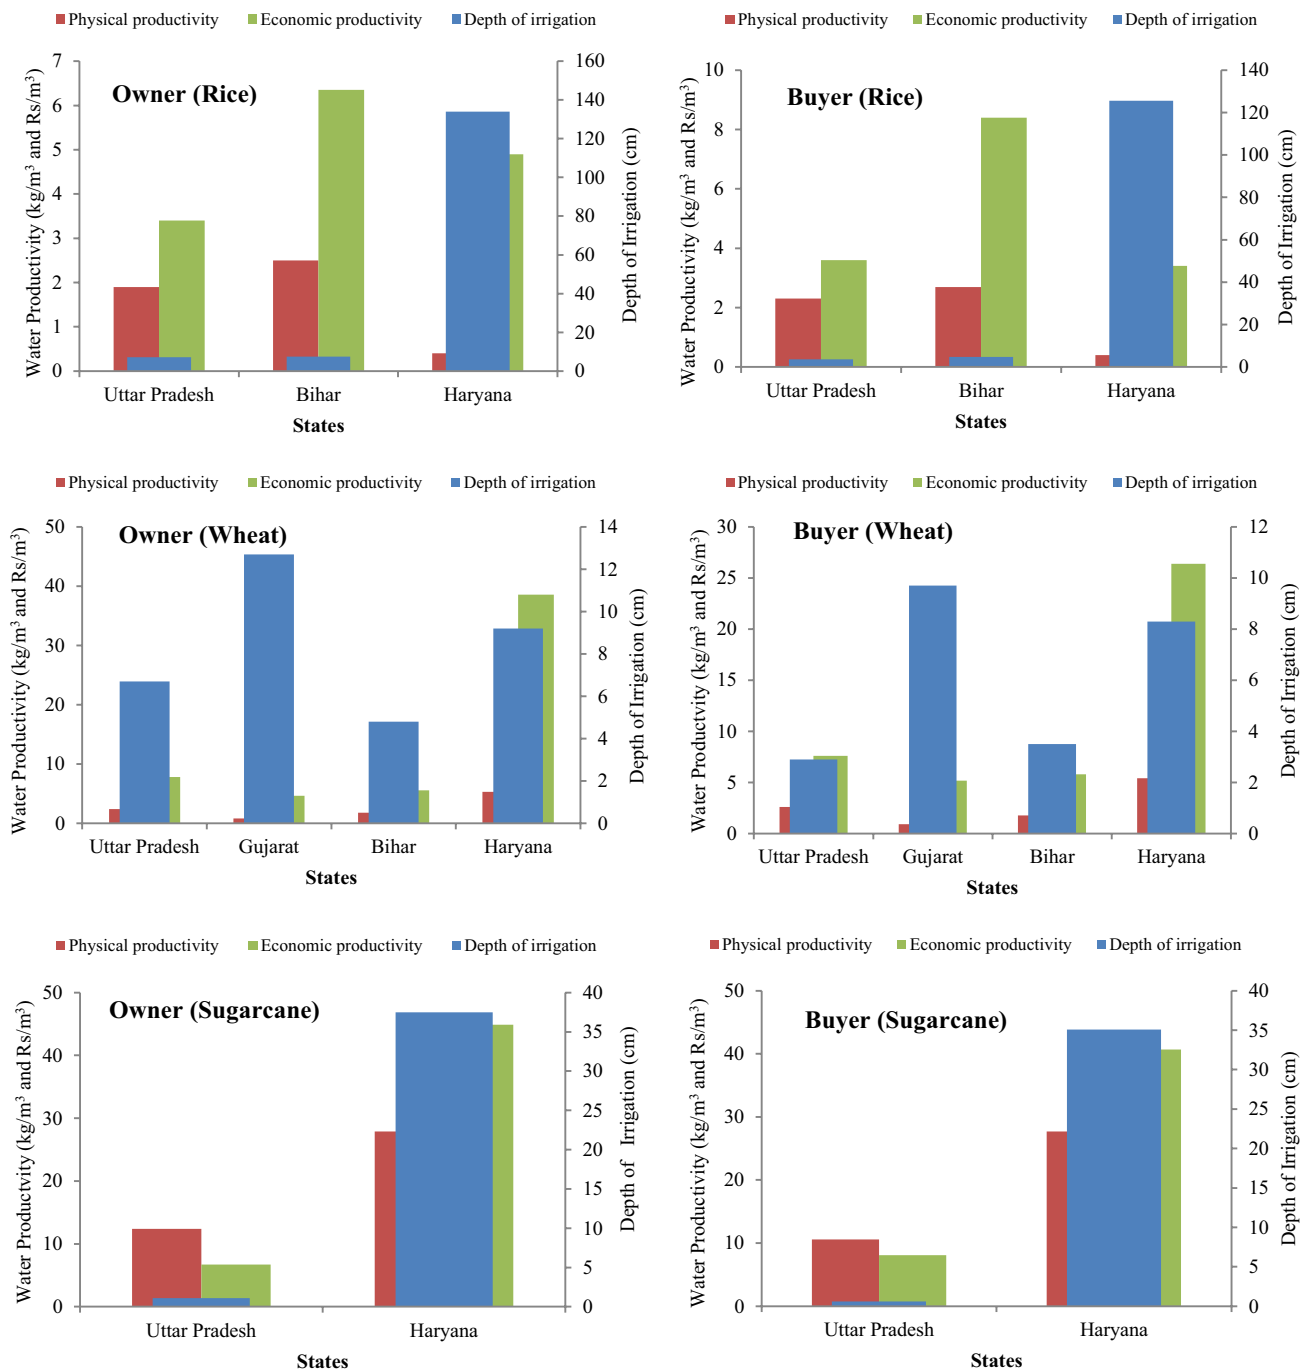 Physical productivity Economic productivity Depth of irrigation
Owner (Rice)
Water Productivity (kg/m³ and Rs/m³)
7
6
5
4
3
2
1
0
160
140
120
100
80
60
40
20
0
Depth of Irrigation (cm)
Uttar Pradesh Bihar Haryana
States
Physical productivity Economic productivity Depth of irrigation
Buyer (Rice)
Water Productivity (kg/m³ and Rs/m³)
10
8
6
4
2
0
140
120
100
80
60
40
20
0
Depth of Irrigation (cm)
Uttar Pradesh Bihar Haryana
States
Physical productivity Economic productivity Depth of irrigation
Owner (Wheat)
Water Productivity (kg/m³ and Rs/m³)
50
40
30
20
10
0
14
12
10
8
6
4
2
0
Depth of Irrigation (cm)
Uttar Pradesh Gujarat Bihar Haryana
States
Physical productivity Economic productivity Depth of irrigation
Buyer (Wheat)
Water Productivity (kg/m³ and Rs/m³)
30
25
20
15
10
5
0
12
10
8
6
4
2
0
Depth of Irrigation (cm)
Uttar Pradesh Gujarat Bihar Haryana
States
Physical productivity Economic productivity Depth of irrigation
Owner (Sugarcane)
Water Productivity (kg/m³ and Rs/m³)
50
40
30
20
10
0
40
35
30
25
20
15
10
5
0
Depth of Irrigation (cm)
Uttar Pradesh Haryana
States
Physical productivity Economic productivity Depth of irrigation
Buyer (Sugarcane)
Water Productivity (kg/m³ and Rs/m³)
50
40
30
20
10
0
40
35
30
25
20
15
10
5
0
Depth of Irrigation (cm)
Uttar Pradesh Haryana
States